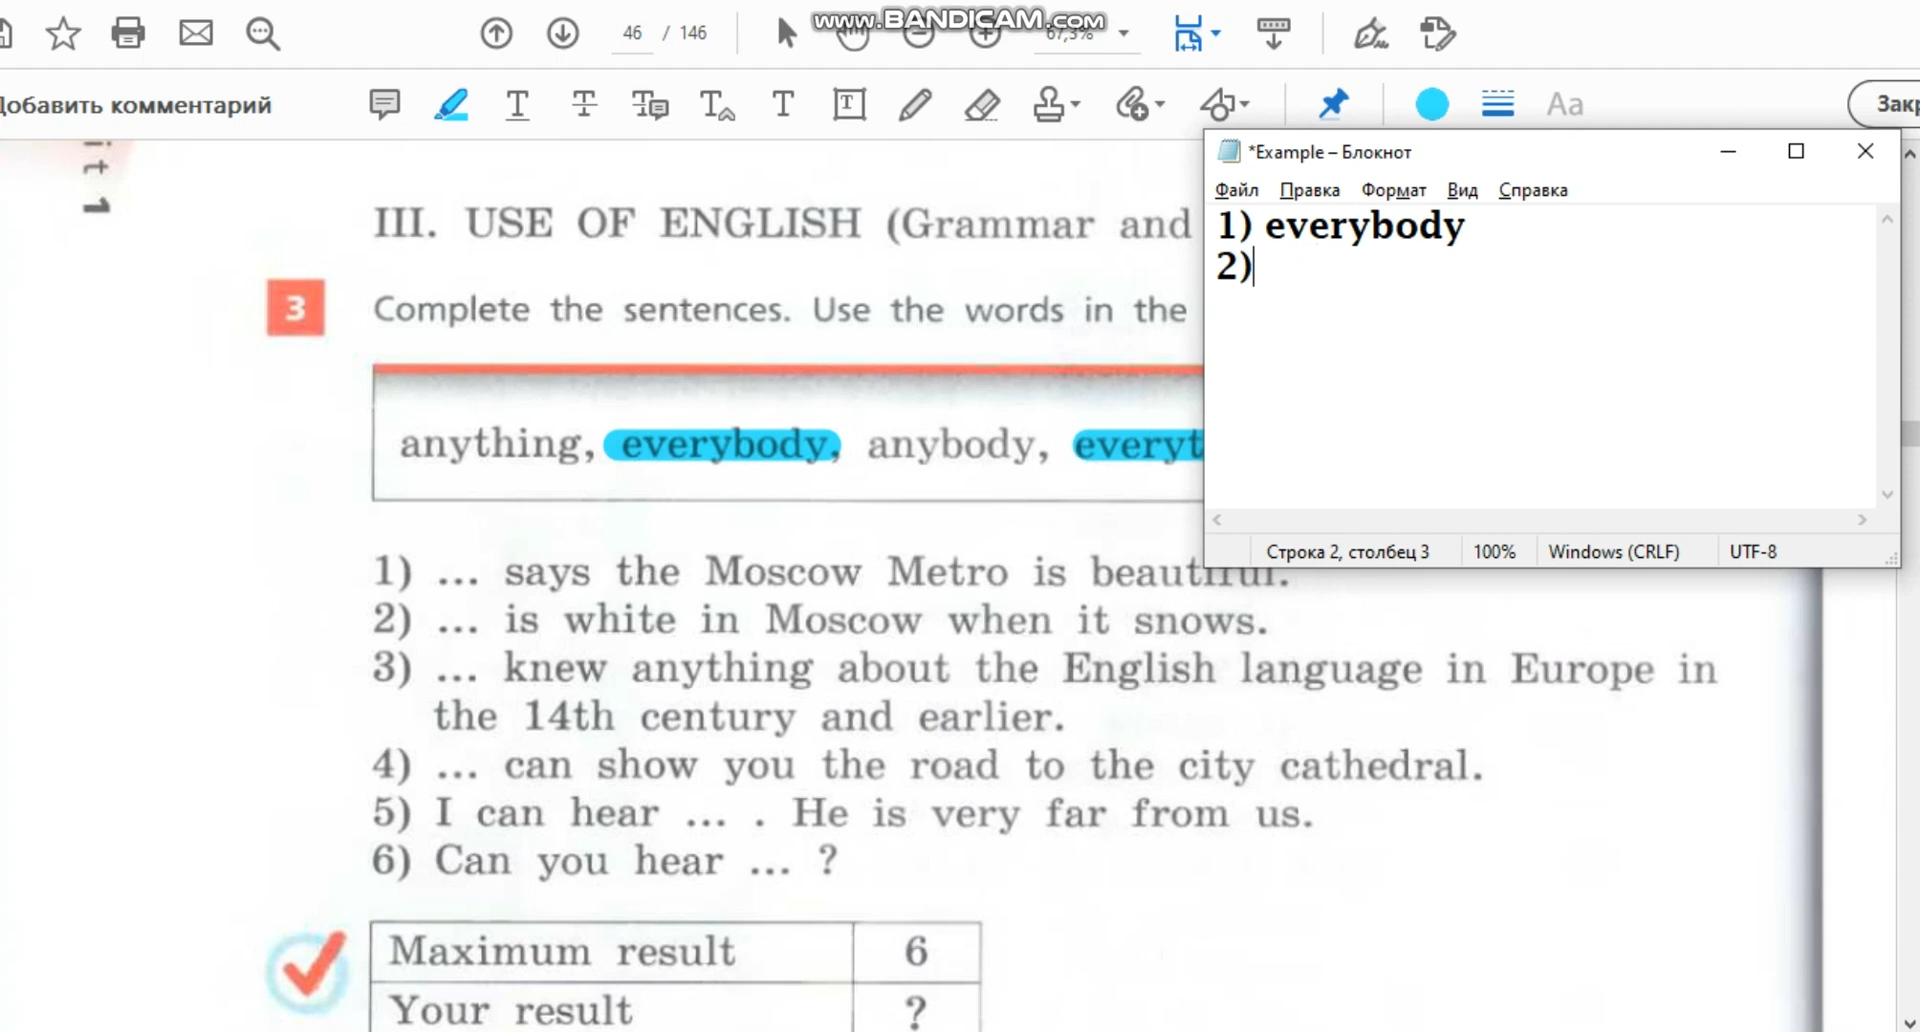 www.BANDICAM.com
46 / 146
67,3%
Добавить комментарий
Aa
*Example – Блокнот
Файл Правка Формат Вид Справка
1) everybody
2)
Строка 2, столбец 3 100% Windows (CRLF) UTF-8
III. USE OF ENGLISH (Grammar and
3 Complete the sentences. Use the words in the
anything, everybody, anybody, everyt
1) ... says the Moscow Metro is beautiful.
2) ... is white in Moscow when it snows.
3) ... knew anything about the English language in Europe in
the 14th century and earlier.
4) ... can show you the road to the city cathedral.
5) I can hear ... . He is very far from us.
6) Can you hear ... ?
Maximum result 6
Your result ?